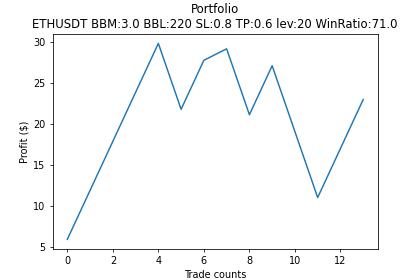 Portfolio
ETHUSDT BBM:3.0 BBL:220 SL:0.8 TP:0.6 lev:20 WinRatio:71.0
30
25
20
15
10
5
Profit ($)
0 2 4 6 8 10 12
Trade counts